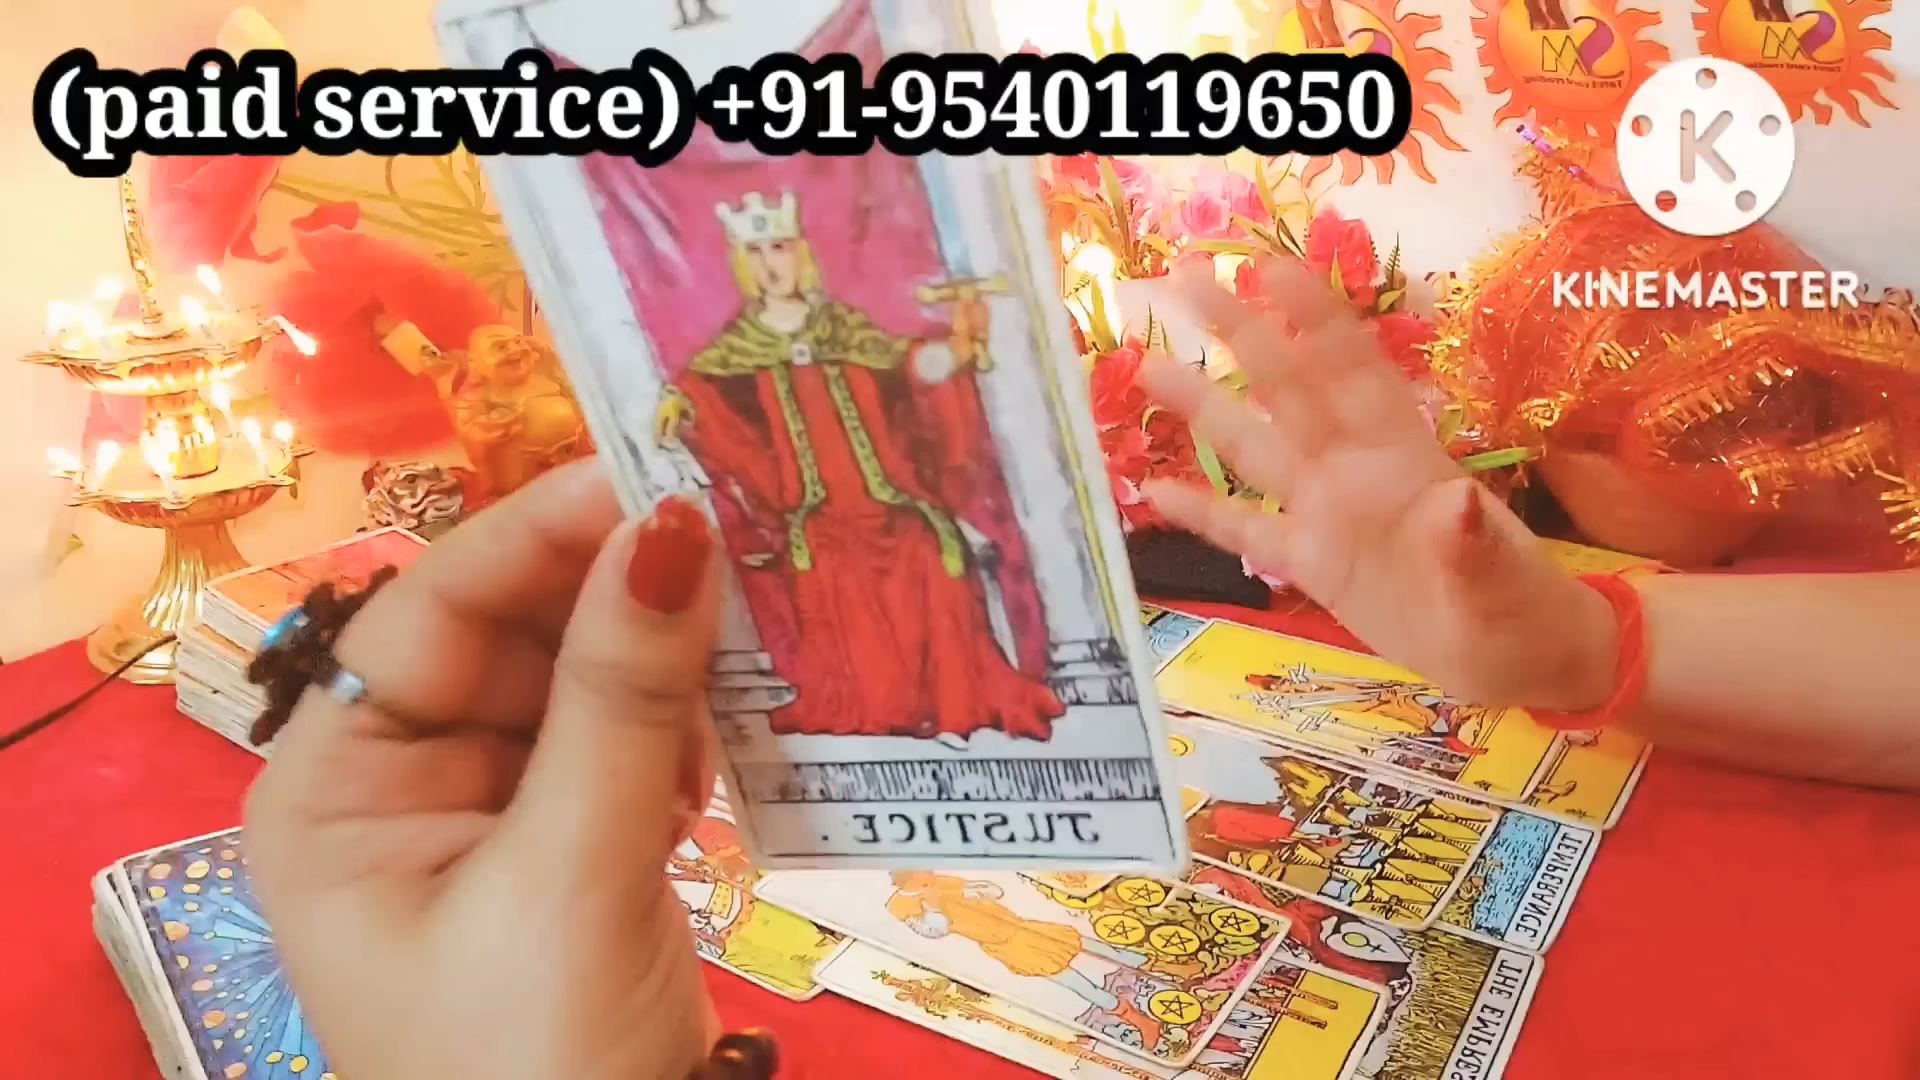 (paid service) +91-9540119650
K
KINEMASTER
JUSTICE.
TEMPERANCE.
THE EMPRESS